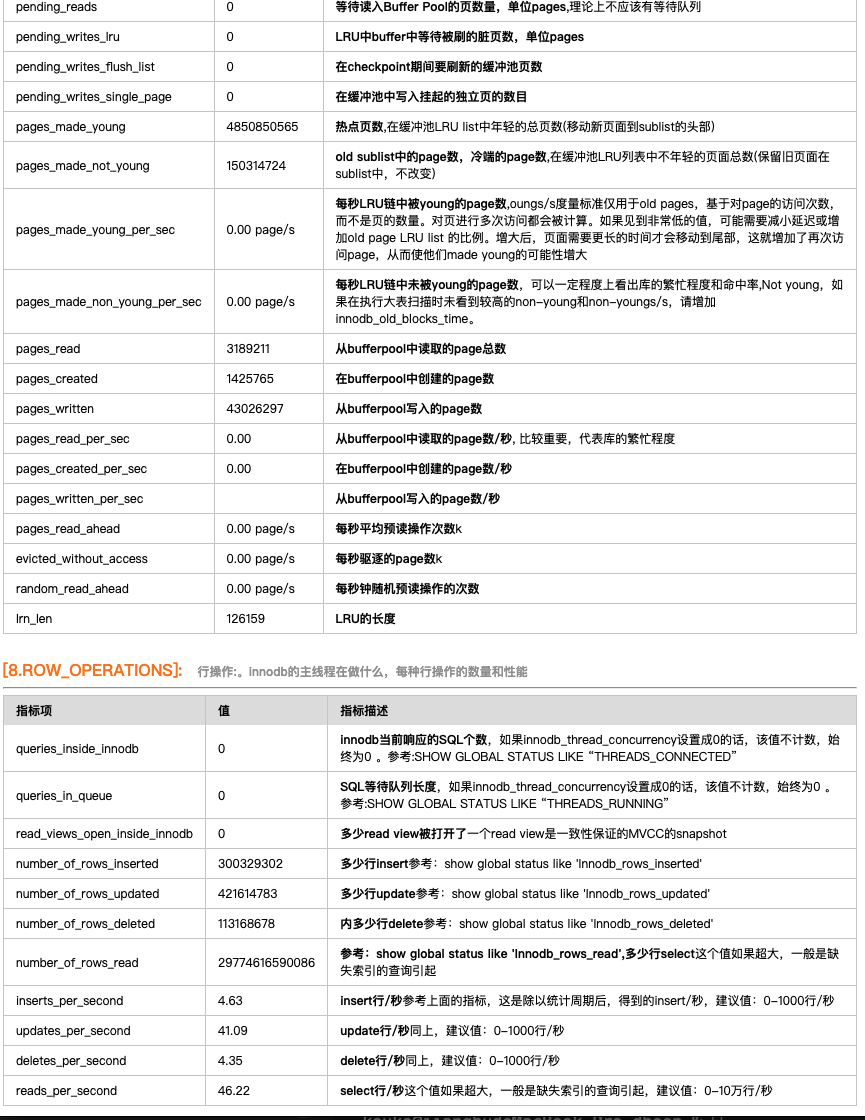 pending_reads 0 等待读入Buffer Pool的页数量，单位pages,理论上不应该有等待队列
pending_writes_lru 0 LRU中buffer中等待被刷的脏页数，单位pages
pending_writes_flush_list 0 在checkpoint期间要刷新的缓冲池页数
pending_writes_single_page 0 在缓冲池中写入挂起的独立页的数目
pages_made_young 4850850565 热点页数,在缓冲池LRU list中年轻的总页数(移动新页面到sublist的头部)
pages_made_not_young 150314724 old sublist中的page数，冷端的page数,在缓冲池LRU列表中不年轻的页面总数(保留旧页面在
sublist中，不改变)
pages_made_young_per_sec 0.00 page/s 每秒LRU链中被young的page数,oungs/s度量标准仅用于old pages，基于对page的访问次数，
而不是页的数量。对页进行多次访问都会被计算。如果见到非常低的值，可能需要减小延迟或增
加old page LRU list 的比例。增大后，页面需要更长的时间才会移动到尾部，这就增加了再次访
问page，从而使他们made young的可能性增大
pages_made_non_young_per_sec 0.00 page/s 每秒LRU链中未被young的page数，可以一定程度上看出库的繁忙程度和命中率,Not young，如
果在执行大表扫描时未看到较高的non-young和non-youngs/s，请增加
innodb_old_blocks_time。
pages_read 3189211 从bufferpool中读取的page总数
pages_created 1425765 在bufferpool中创建的page数
pages_written 43026297 从bufferpool写入的page数
pages_read_per_sec 0.00 从bufferpool中读取的page数/秒, 比较重要，代表库的繁忙程度
pages_created_per_sec 0.00 在bufferpool中创建的page数/秒
pages_written_per_sec 从bufferpool写入的page数/秒
pages_read_ahead 0.00 page/s 每秒平均预读操作次数k
evicted_without_access 0.00 page/s 每秒驱逐的page数k
random_read_ahead 0.00 page/s 每秒钟随机预读操作的次数
lrn_len 126159 LRU的长度
[8.ROW_OPERATIONS]: 行操作:。innodb的主线程在做什么，每种行操作的数量和性能
指标项 值 指标描述
queries_inside_innodb 0 innodb当前响应的SQL个数，如果innodb_thread_concurrency设置成0的话，该值不计数，始
终为0 。参考:SHOW GLOBAL STATUS LIKE “THREADS_CONNECTED”
queries_in_queue 0 SQL等待队列长度，如果innodb_thread_concurrency设置成0的话，该值不计数，始终为0 。
参考:SHOW GLOBAL STATUS LIKE “THREADS_RUNNING”
read_views_open_inside_innodb 0 多少read view被打开了一个read view是一致性保证的MVCC的snapshot
number_of_rows_inserted 300329302 多少行insert参考：show global status like 'Innodb_rows_inserted'
number_of_rows_updated 421614783 多少行update参考：show global status like 'Innodb_rows_updated'
number_of_rows_deleted 113168678 内多少行delete参考：show global status like 'Innodb_rows_deleted'
number_of_rows_read 29774616590086 参考：show global status like 'Innodb_rows_read',多少行select这个值如果超大，一般是缺
失索引的查询引起
inserts_per_second 4.63 insert行/秒参考上面的指标，这是除以统计周期后，得到的insert/秒，建议值：0-1000行/秒
updates_per_second 41.09 update行/秒同上，建议值：0-1000行/秒
deletes_per_second 4.35 delete行/秒同上，建议值：0-1000行/秒
reads_per_second 46.22 select行/秒这个值如果超大，一般是缺失索引的查询引起，建议值：0-10万行/秒